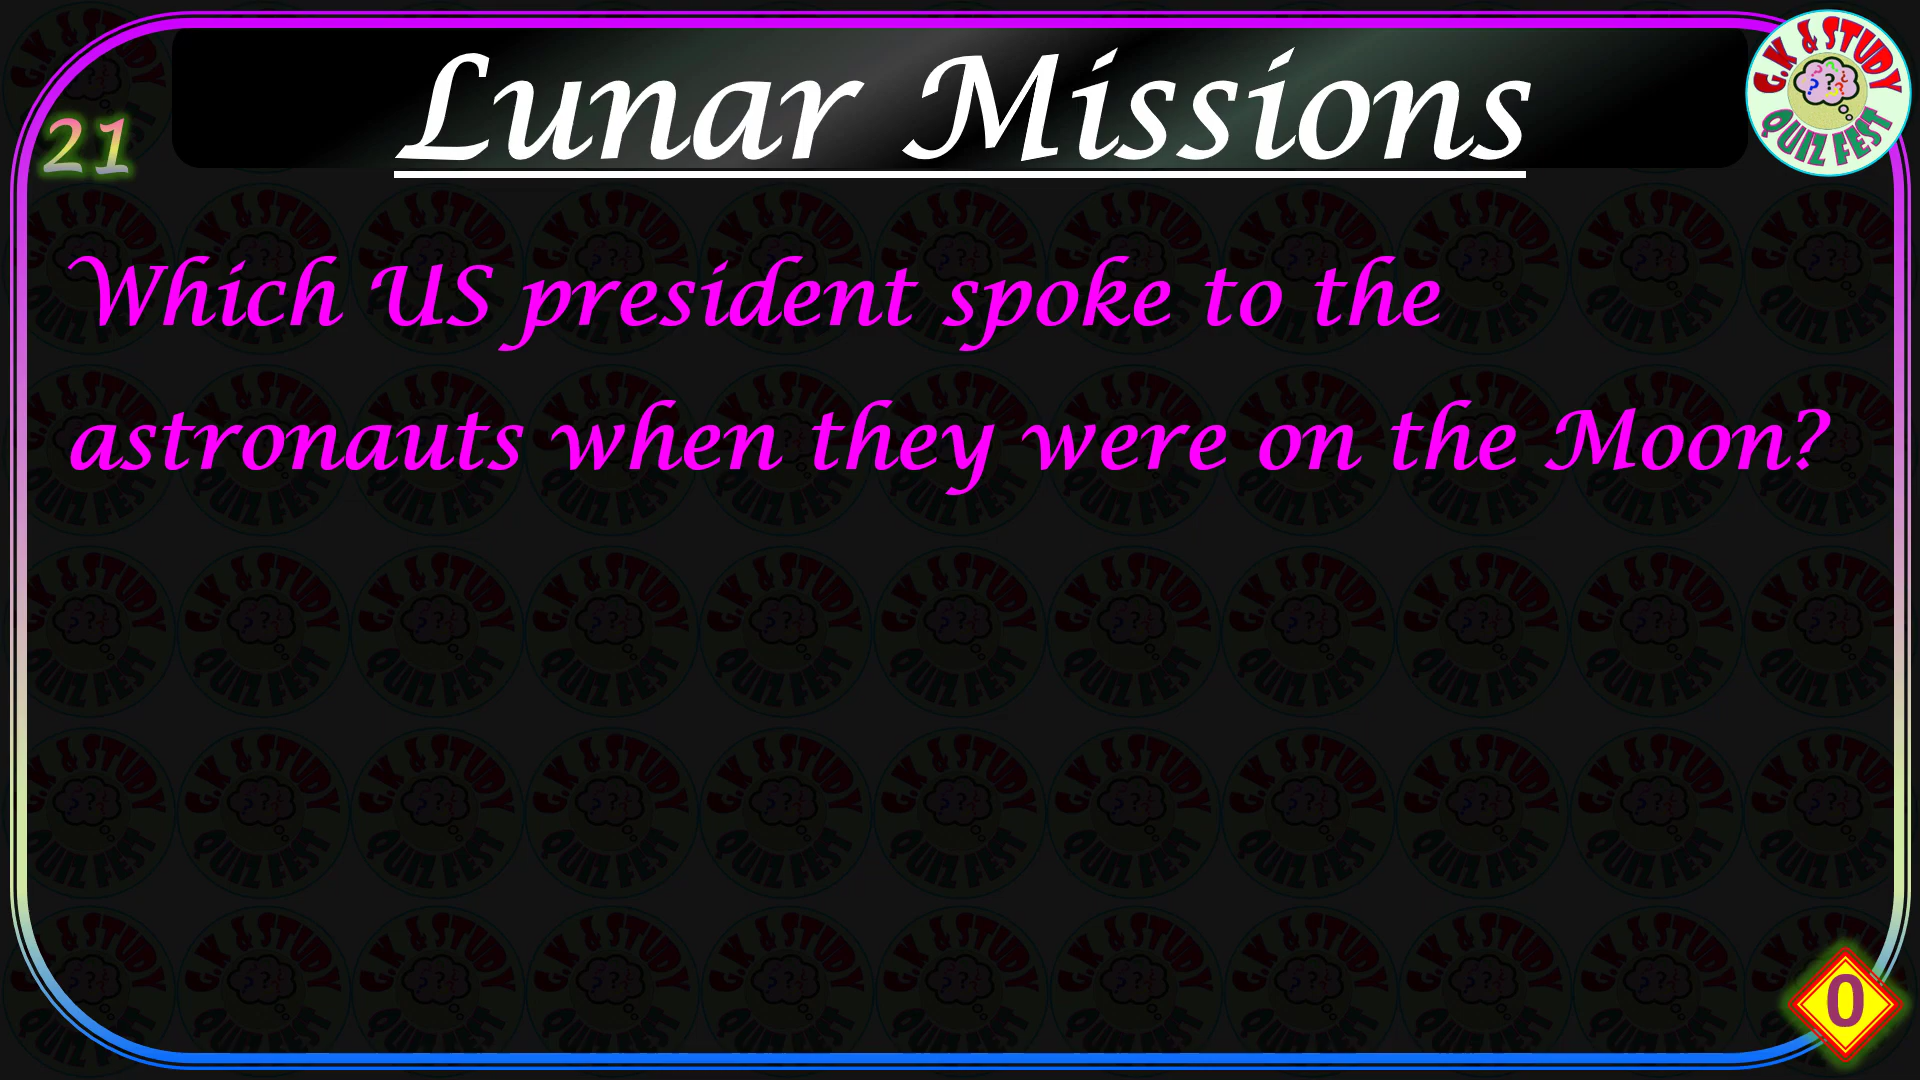 Lunar Missions
G.K & STUDY
QUIZ FEST
21
Which US president spoke to the
astronauts when they were on the Moon?
0